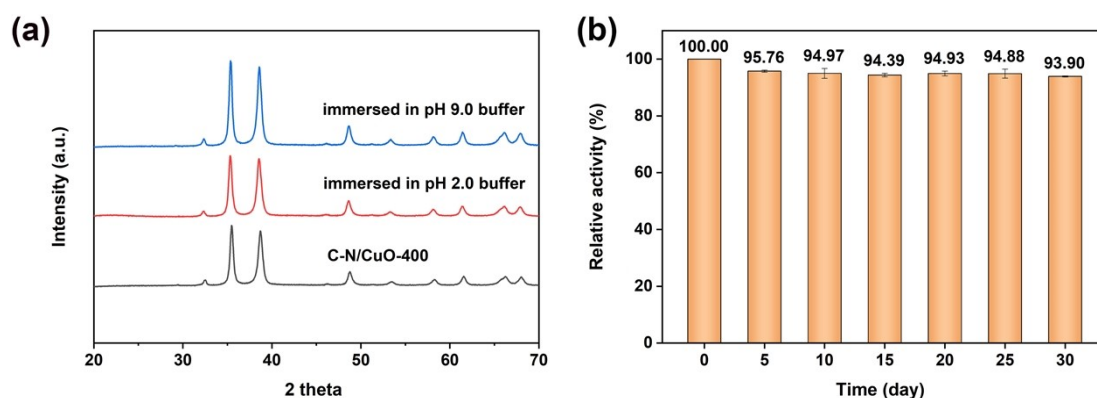 (a)
Intensity (a.u.)
immersed in pH 9.0 buffer
immersed in pH 2.0 buffer
C-N/CuO-400
20 30 40 50 60 70
2 theta
(b)
Relative activity (%)
100
80
60
40
20
0
100.00 95.76 94.97 94.39 94.93 94.88 93.90
0 5 10 15 20 25 30
Time (day)